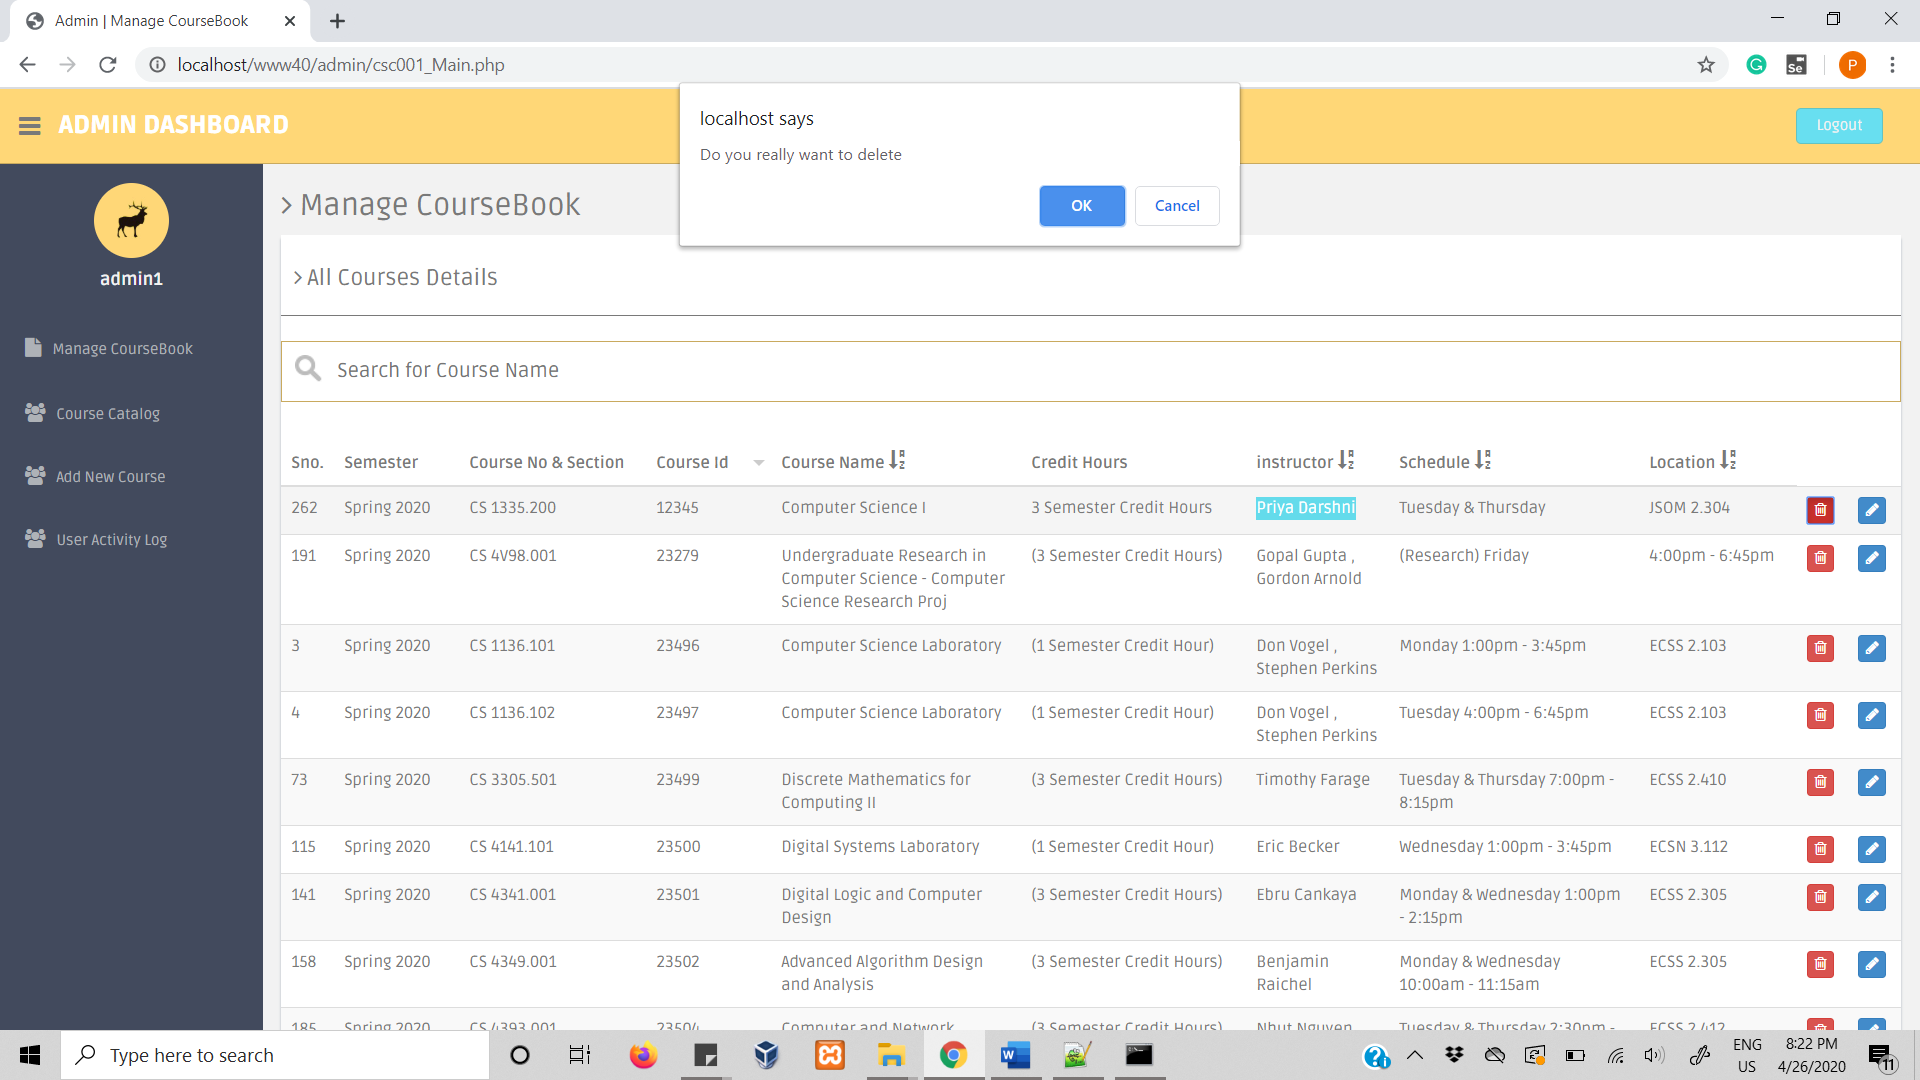 Admin | Manage CourseBook
localhost/www40/admin/csc001_Main.php
Se
P
ADMIN DASHBOARD
Logout
localhost says
Do you really want to delete
OK
Cancel
admin1
Manage CourseBook
Course Catalog
Add New Course
User Activity Log
> Manage CourseBook
> All Courses Details
Search for Course Name
Sno. Semester Course No & Section Course Id Course Name Credit Hours instructor Schedule Location
262 Spring 2020 CS 1335.200 12345 Computer Science I 3 Semester Credit Hours Priya Darshni Tuesday & Thursday JSOM 2.304
191 Spring 2020 CS 4V98.001 23279 Undergraduate Research in (3 Semester Credit Hours) Gopal Gupta , (Research) Friday 4:00pm - 6:45pm
Computer Science - Computer Gordon Arnold
Science Research Proj
3 Spring 2020 CS 1136.101 23496 Computer Science Laboratory (1 Semester Credit Hour) Don Vogel , Monday 1:00pm - 3:45pm ECSS 2.103
Stephen Perkins
4 Spring 2020 CS 1136.102 23497 Computer Science Laboratory (1 Semester Credit Hour) Don Vogel , Tuesday 4:00pm - 6:45pm ECSS 2.103
Stephen Perkins
73 Spring 2020 CS 3305.501 23499 Discrete Mathematics for (3 Semester Credit Hours) Timothy Farage Tuesday & Thursday 7:00pm - ECSS 2.410
Computing II 8:15pm
115 Spring 2020 CS 4141.101 23500 Digital Systems Laboratory (1 Semester Credit Hour) Eric Becker Wednesday 1:00pm - 3:45pm ECSN 3.112
141 Spring 2020 CS 4341.001 23501 Digital Logic and Computer (3 Semester Credit Hours) Ebru Cankaya Monday & Wednesday 1:00pm ECSS 2.305
Design - 2:15pm
158 Spring 2020 CS 4349.001 23502 Advanced Algorithm Design (3 Semester Credit Hours) Benjamin Monday & Wednesday ECSS 2.305
and Analysis Raichel 10:00am - 11:15am
185 Spring 2020 CS 4393.001 23504 Computer and Network (3 Semester Credit Hours) Nhut Nguyen Tuesday & Thursday 2:30pm - ECSS 2.412
Type here to search
ENG
US
8:22 PM
4/26/2020
11